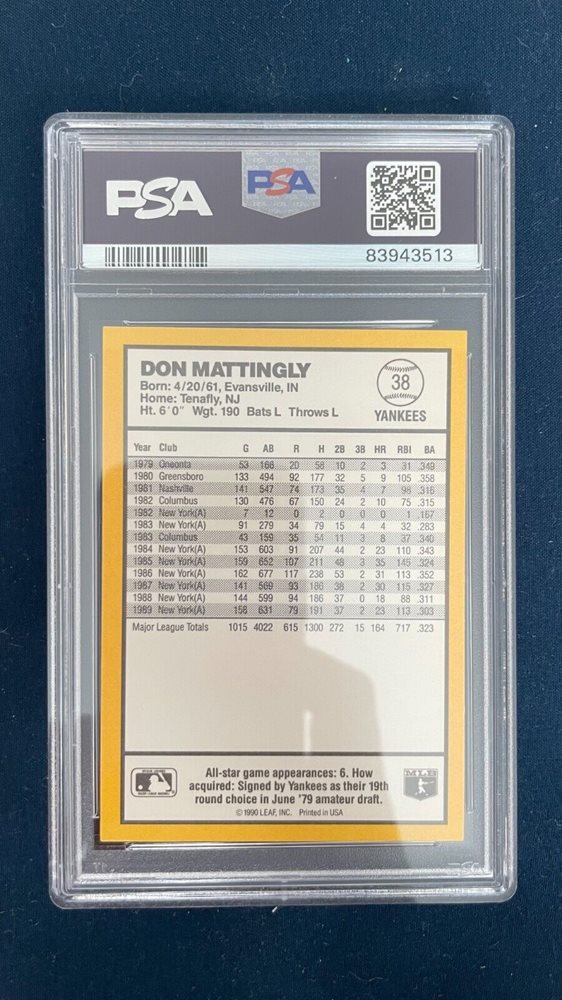 PSA
PSA
83943513
DON MATTINGLY
Born: 4/20/61, Evansville, IN
Home: Tenafly, NJ
Ht. 6'0" Wgt. 190 Bats L Throws L
38
YANKEES
Year Club G AB R H 2B 3B HR RBI BA
1979 Oneonta 53 166 20 58 10 2 3 31 .349
1980 Greensboro 133 494 92 177 32 5 9 105 .358
1981 Nashville 141 547 74 173 35 4 7 98 .316
1982 Columbus 130 476 67 150 24 2 10 75 .315
1982 New York(A) 7 12 0 2 0 0 0 1 .167
1983 New York(A) 91 279 34 79 15 4 4 32 .283
1983 Columbus 43 159 35 54 11 3 8 37 .340
1984 New York(A) 153 603 91 207 44 2 23 110 .343
1985 New York(A) 159 652 107 211 48 3 35 145 .324
1986 New York(A) 162 677 117 238 53 2 31 113 .352
1987 New York(A) 141 569 93 186 38 2 30 115 .327
1988 New York(A) 144 599 94 186 37 0 18 88 .311
1989 New York(A) 158 631 79 191 37 2 23 113 .303
Major League Totals 1015 4022 615 1300 272 15 164 717 .323
All-star game appearances: 6. How
acquired: Signed by Yankees as their 19th
round choice in June '79 amateur draft.
© 1990 LEAF, INC. Printed in USA
MLB